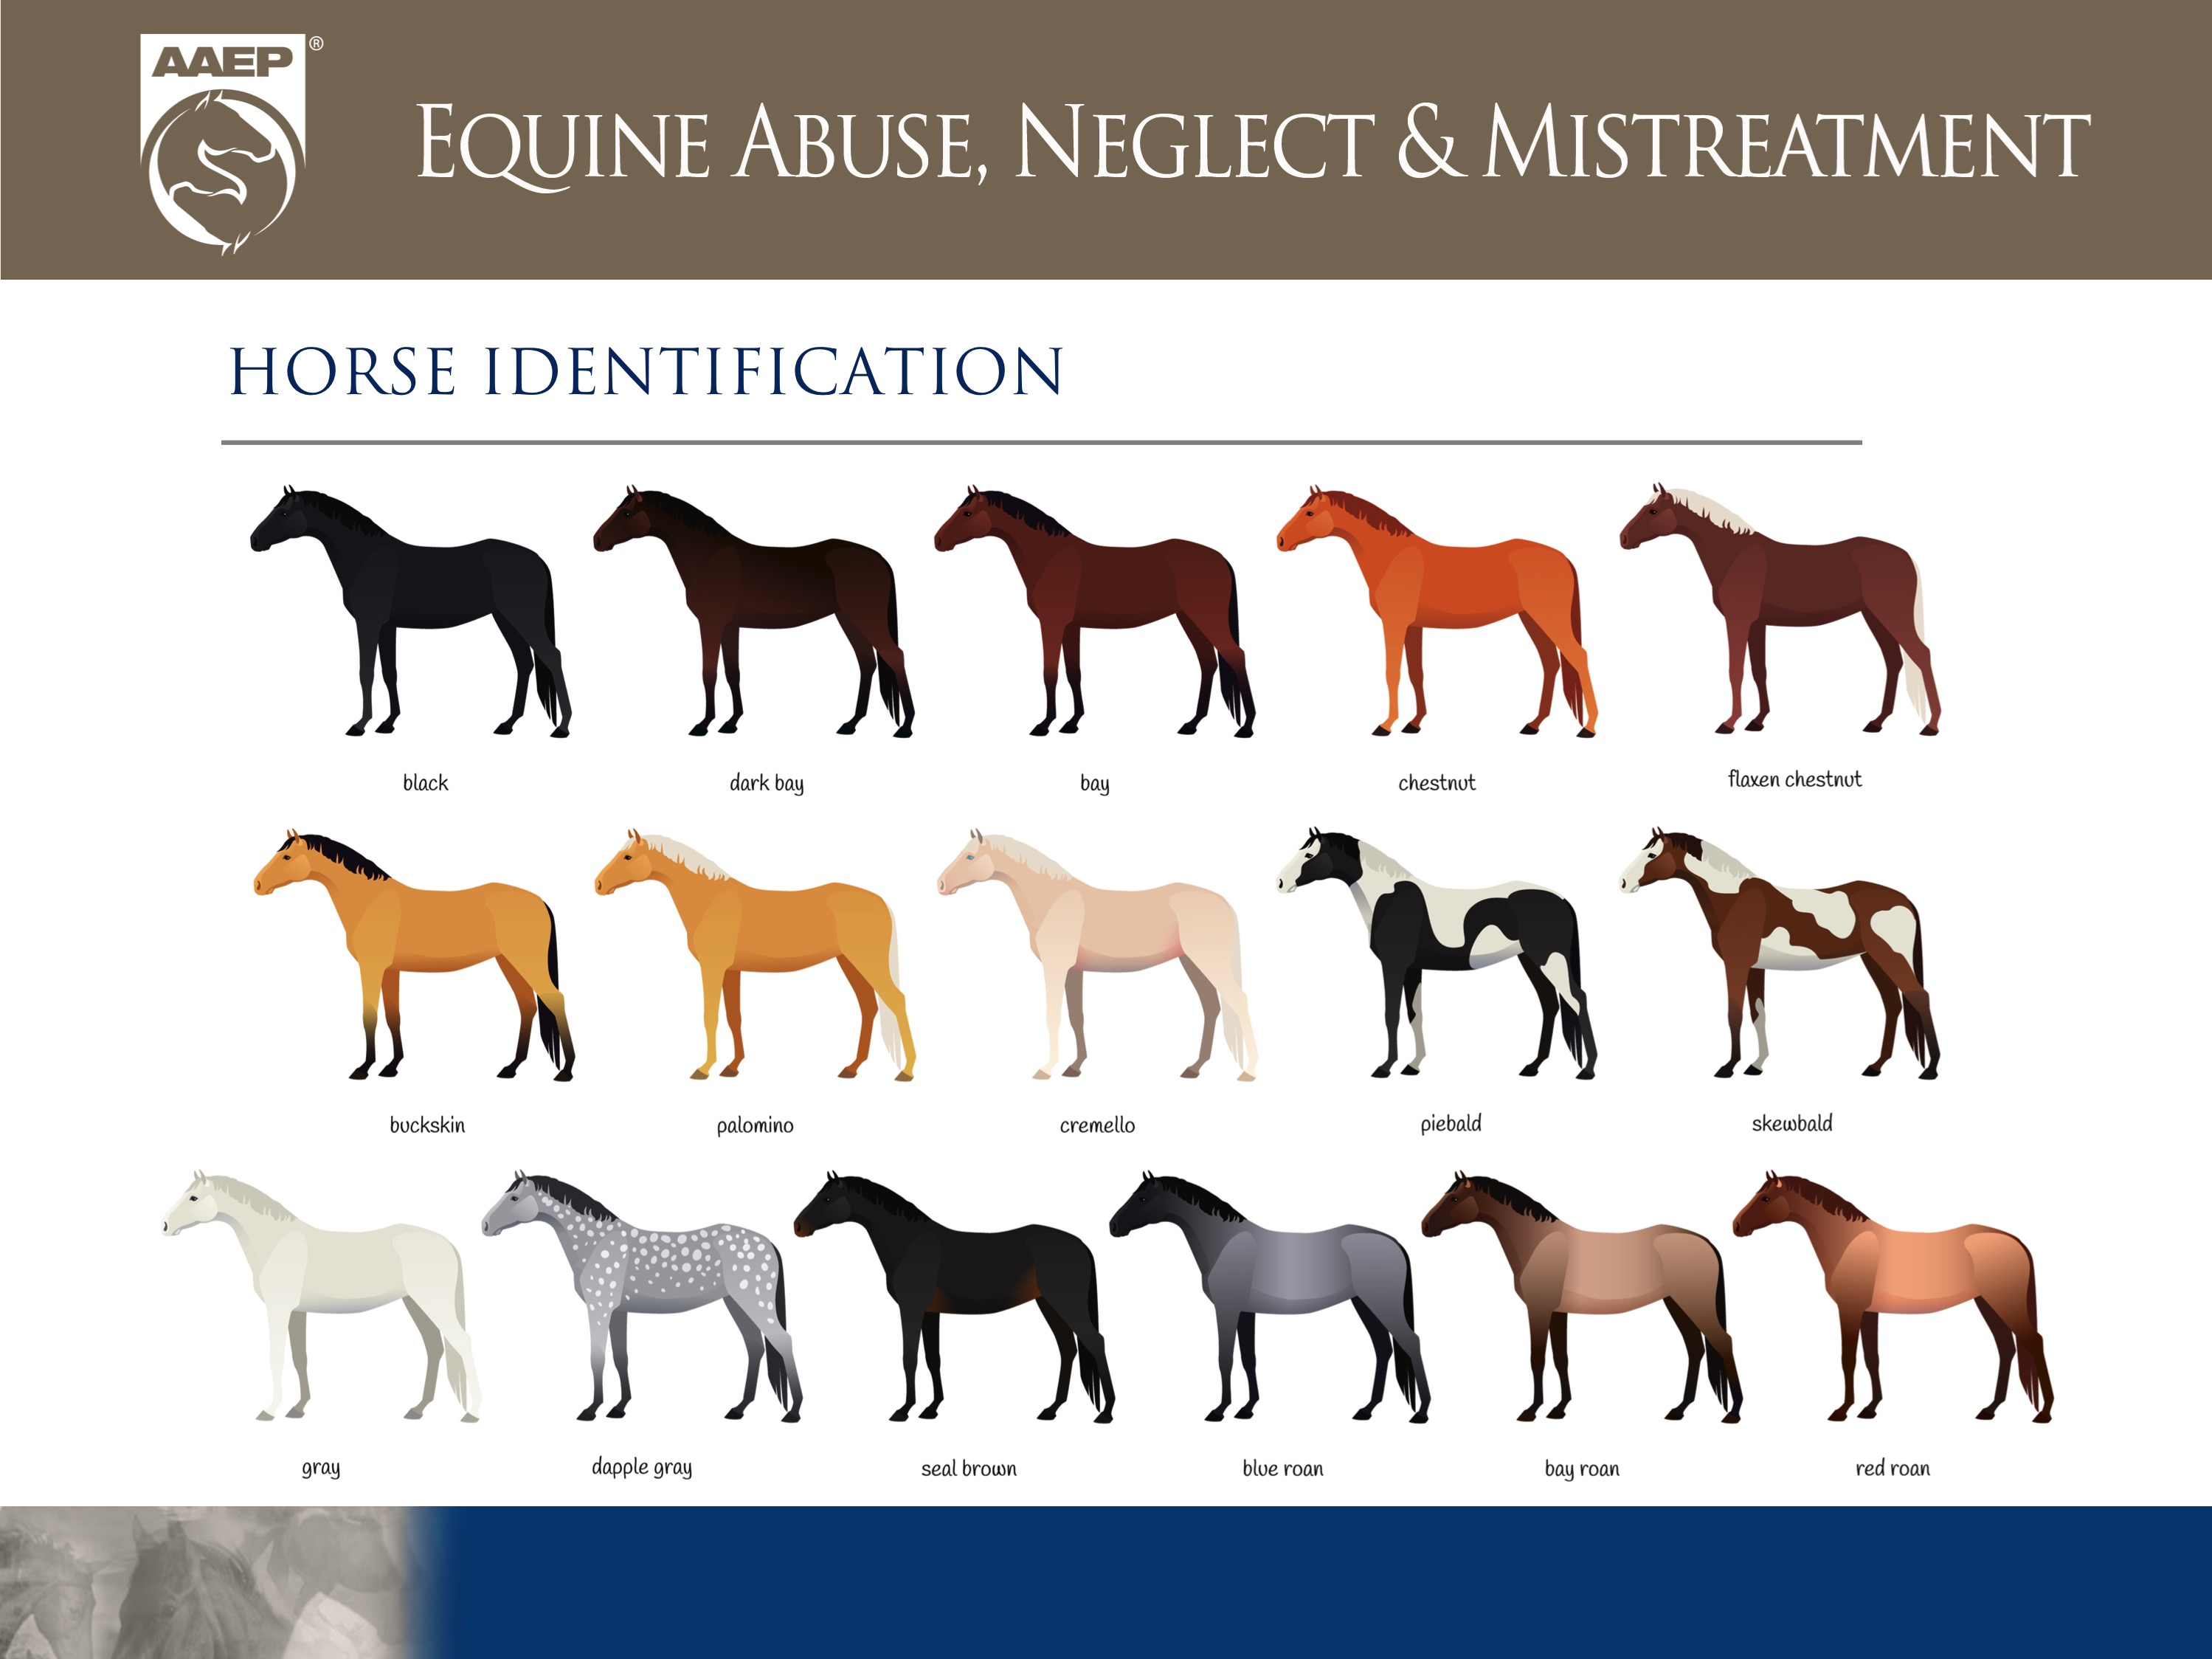 AAEP ®
EQUINE ABUSE, NEGLECT & MISTREATMENT
HORSE IDENTIFICATION
black dark bay bay chestnut flaxen chestnut
buckskin palomino cremello piebald skewbald
gray dapple gray seal brown blue roan bay roan red roan